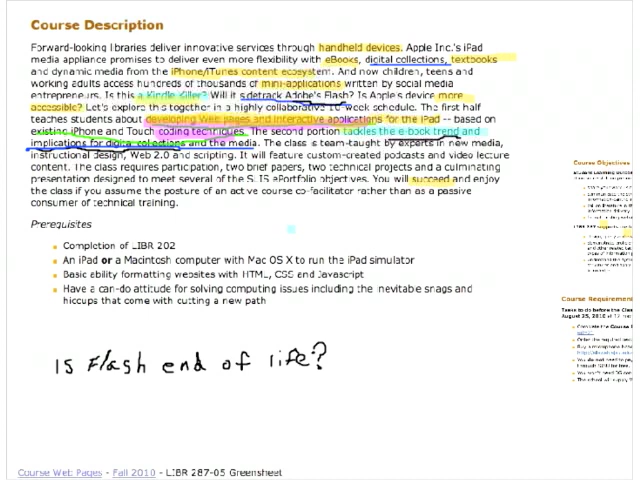 Course Description
Forward-looking libraries deliver innovative services through handheld devices. Apple Inc.'s iPad
media appliance promises to deliver even more flexibility with eBooks, digital collections, textbooks
and dynamic media from the iPhone/iTunes content ecosystem. And now children, teens and
working adults access hundreds of thousands of mini-applications written by social media
entrepreneurs. Is this a Kindle Killer? Will it sidetrack Adobe's Flash? Is Apple's device more
accessible? Let's explore this together in a highly collaborative 10-week schedule. The first half
teaches students about developing Web pages and interactive applications for the iPad -- based on
existing iPhone and Touch coding techniques. The second portion tackles the e-book trend and
implications for digital collections and the media. The class is team-taught by experts in new media,
instructional design, Web 2.0 and scripting. It will feature custom-created podcasts and video lecture
content. The class requires participation, two brief papers, two technical projects and a culminating
presentation designed to meet several of the SLIS ePortfolio objectives. You will succeed and enjoy
the class if you assume the posture of an active course co-facilitator rather than as a passive
consumer of technical training.
Prerequisites
Completion of LIBR 202
An iPad or a Macintosh computer with Mac OS X to run the iPad simulator
Basic ability formatting websites with HTML, CSS and Javascript
Have a can-do attitude for solving computing issues including the inevitable snags and
hiccups that come with cutting a new path
Is Flash end of life?
Course Web Pages - Fall 2010 - LIBR 287-05 Greensheet
Course Objectives
Course Requirement